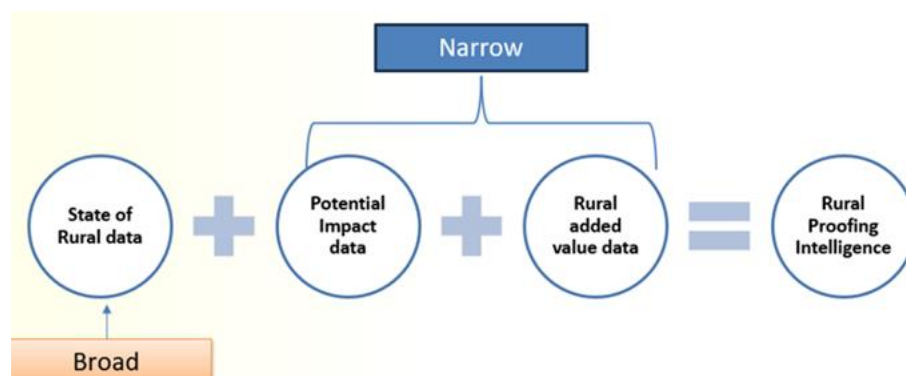 Narrow
State of
Rural data
Potential
Impact
data
Rural
added
value data
Rural
Proofing
Intelligence
Broad